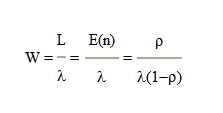 W = L/λ = E(n)/λ = ρ/λ(1−ρ)